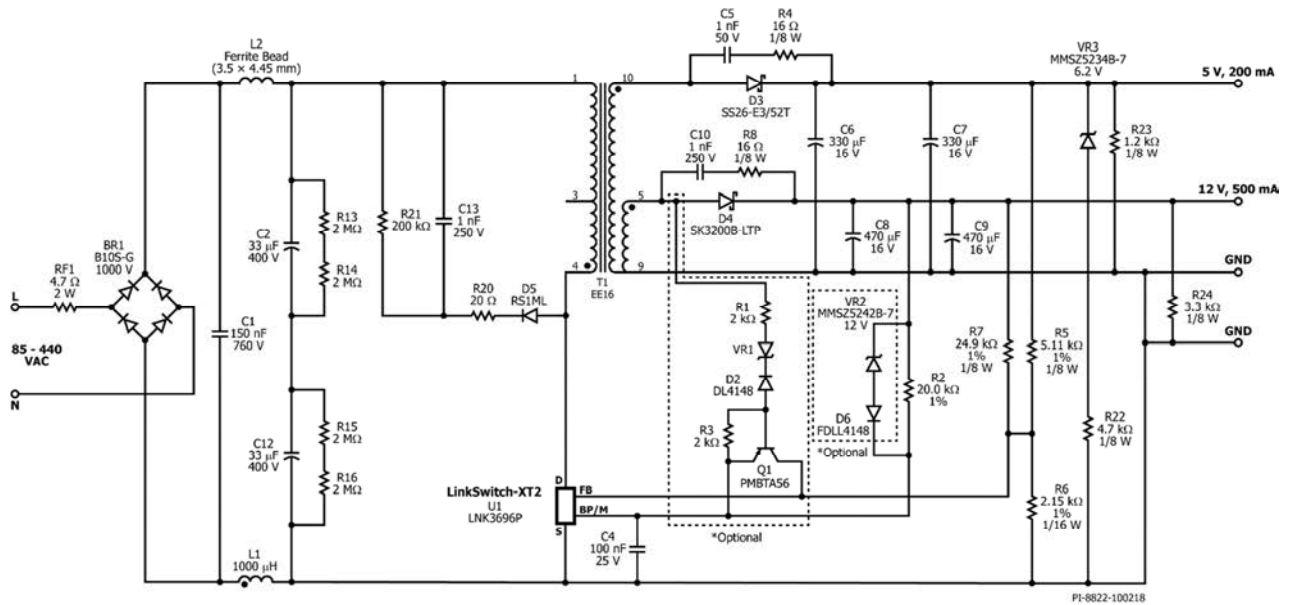 C5
1 nF
50 V
R4
16 Ω
1/8 W
L2
Ferrite Bead
(3.5 × 4.45 mm)
VR3
MMSZ5234B-7
6.2 V
1
10
5 V, 200 mA
D3
SS26-E3/52T
C10
1 nF
250 V
R8
16 Ω
1/8 W
C6
330 µF
16 V
C7
330 µF
16 V
R23
1.2 kΩ
1/8 W
3
5
12 V, 500 mA
D4
SK3200B-LTP
R13
2 MΩ
R21
200 kΩ
C13
1 nF
250 V
C2
33 µF
400 V
C8
470 µF
16 V
C9
470 µF
16 V
BR1
B10S-G
1000 V
RF1
4.7 Ω
2 W
R14
2 MΩ
4
9
GND
T1
EE16
L
R20
20 Ω
D5
RS1ML
R1
2 kΩ
VR2
MMSZ5242B-7
12 V
R24
3.3 kΩ
1/8 W
C1
150 nF
760 V
R7
24.9 kΩ
1%
1/8 W
R5
5.11 kΩ
1%
1/8 W
GND
85 - 440
VAC
VR1
D2
DL4148
R2
20.0 kΩ
1%
N
R15
2 MΩ
R3
2 kΩ
D6
FDLL4148
R22
4.7 kΩ
1/8 W
C12
33 µF
400 V
*Optional
R16
2 MΩ
Q1
PMBTA56
LinkSwitch-XT2
U1
LNK3696P
D
FB
BP/M
S
R6
2.15 kΩ
1%
1/16 W
C4
100 nF
25 V
*Optional
L1
1000 µH
PI-8822-100218